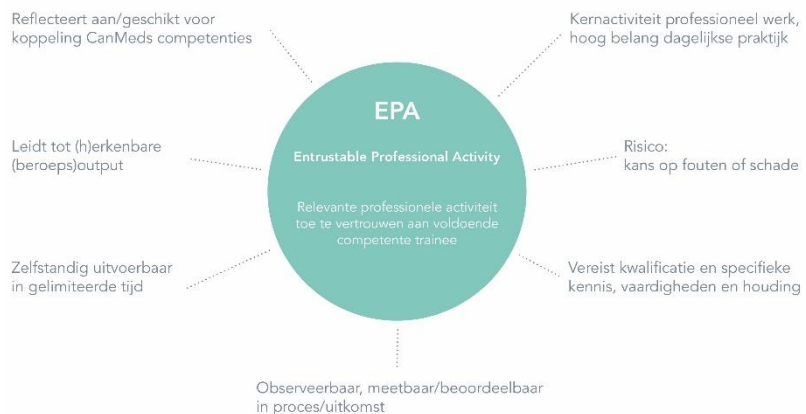 Reflecteert aan/geschikt voor
koppeling CanMeds competenties
Kernactiviteit professioneel werk,
hoog belang dagelijkse praktijk
EPA
Entrustable Professional Activity
Relevante professionele activiteit
toe te vertrouwen aan voldoende
competente trainee
Leidt tot (h)erkenbare
(beroeps)output
Risico:
kans op fouten of schade
Zelfstandig uitvoerbaar
in gelimiteerde tijd
Vereist kwalificatie en specifieke
kennis, vaardigheden en houding
Observeerbaar, meetbaar/beoordeelbaar
in proces/uitkomst